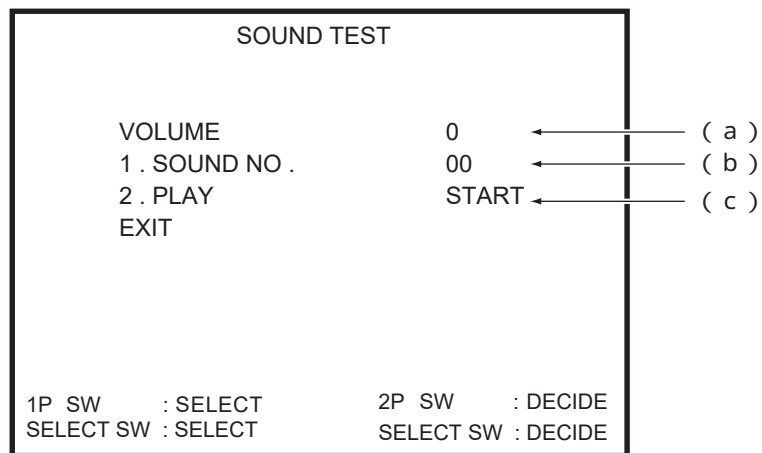 SOUND TEST
VOLUME 0 ( a )
1 . SOUND NO . 00 ( b )
2 . PLAY START ( c )
EXIT
1P SW : SELECT 2P SW : DECIDE
SELECT SW : SELECT SELECT SW : DECIDE